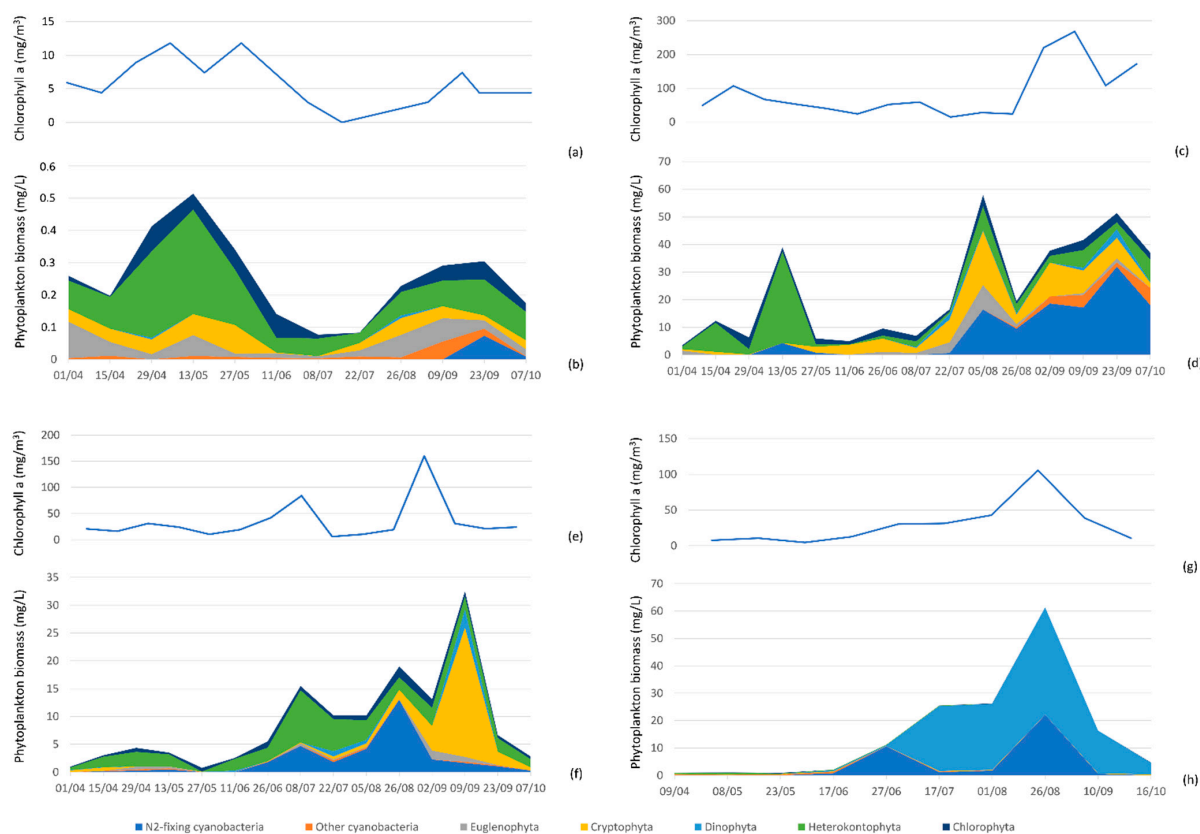 Chlorophyll a (mg/m³)
15
10
5
0
(a)
Phytoplankton biomass (mg/L)
0.6
0.5
0.4
0.3
0.2
0.1
0
01/04 15/04 29/04 13/05 27/05 11/06 08/07 22/07 26/08 09/09 23/09 07/10
(b)
Chlorophyll a (mg/m³)
300
200
100
0
(c)
Phytoplankton biomass (mg/L)
70
60
50
40
30
20
10
0
01/04 15/04 29/04 13/05 27/05 11/06 26/06 08/07 22/07 05/08 26/08 02/09 09/09 23/09 07/10
(d)
Chlorophyll a (mg/m³)
200
150
100
50
0
(e)
Phytoplankton biomass (mg/L)
35
30
25
20
15
10
5
0
01/04 15/04 29/04 13/05 27/05 11/06 26/06 08/07 22/07 05/08 26/08 02/09 09/09 23/09 07/10
(f)
Chlorophyll a (mg/m³)
150
100
50
0
(g)
Phytoplankton biomass (mg/L)
70
60
50
40
30
20
10
0
09/04 08/05 23/05 17/06 27/06 17/07 01/08 26/08 10/09 16/10
(h)
N2-fixing cyanobacteria Other cyanobacteria Euglenophyta Cryptophyta Dinophyta Heterokontophyta Chlorophyta